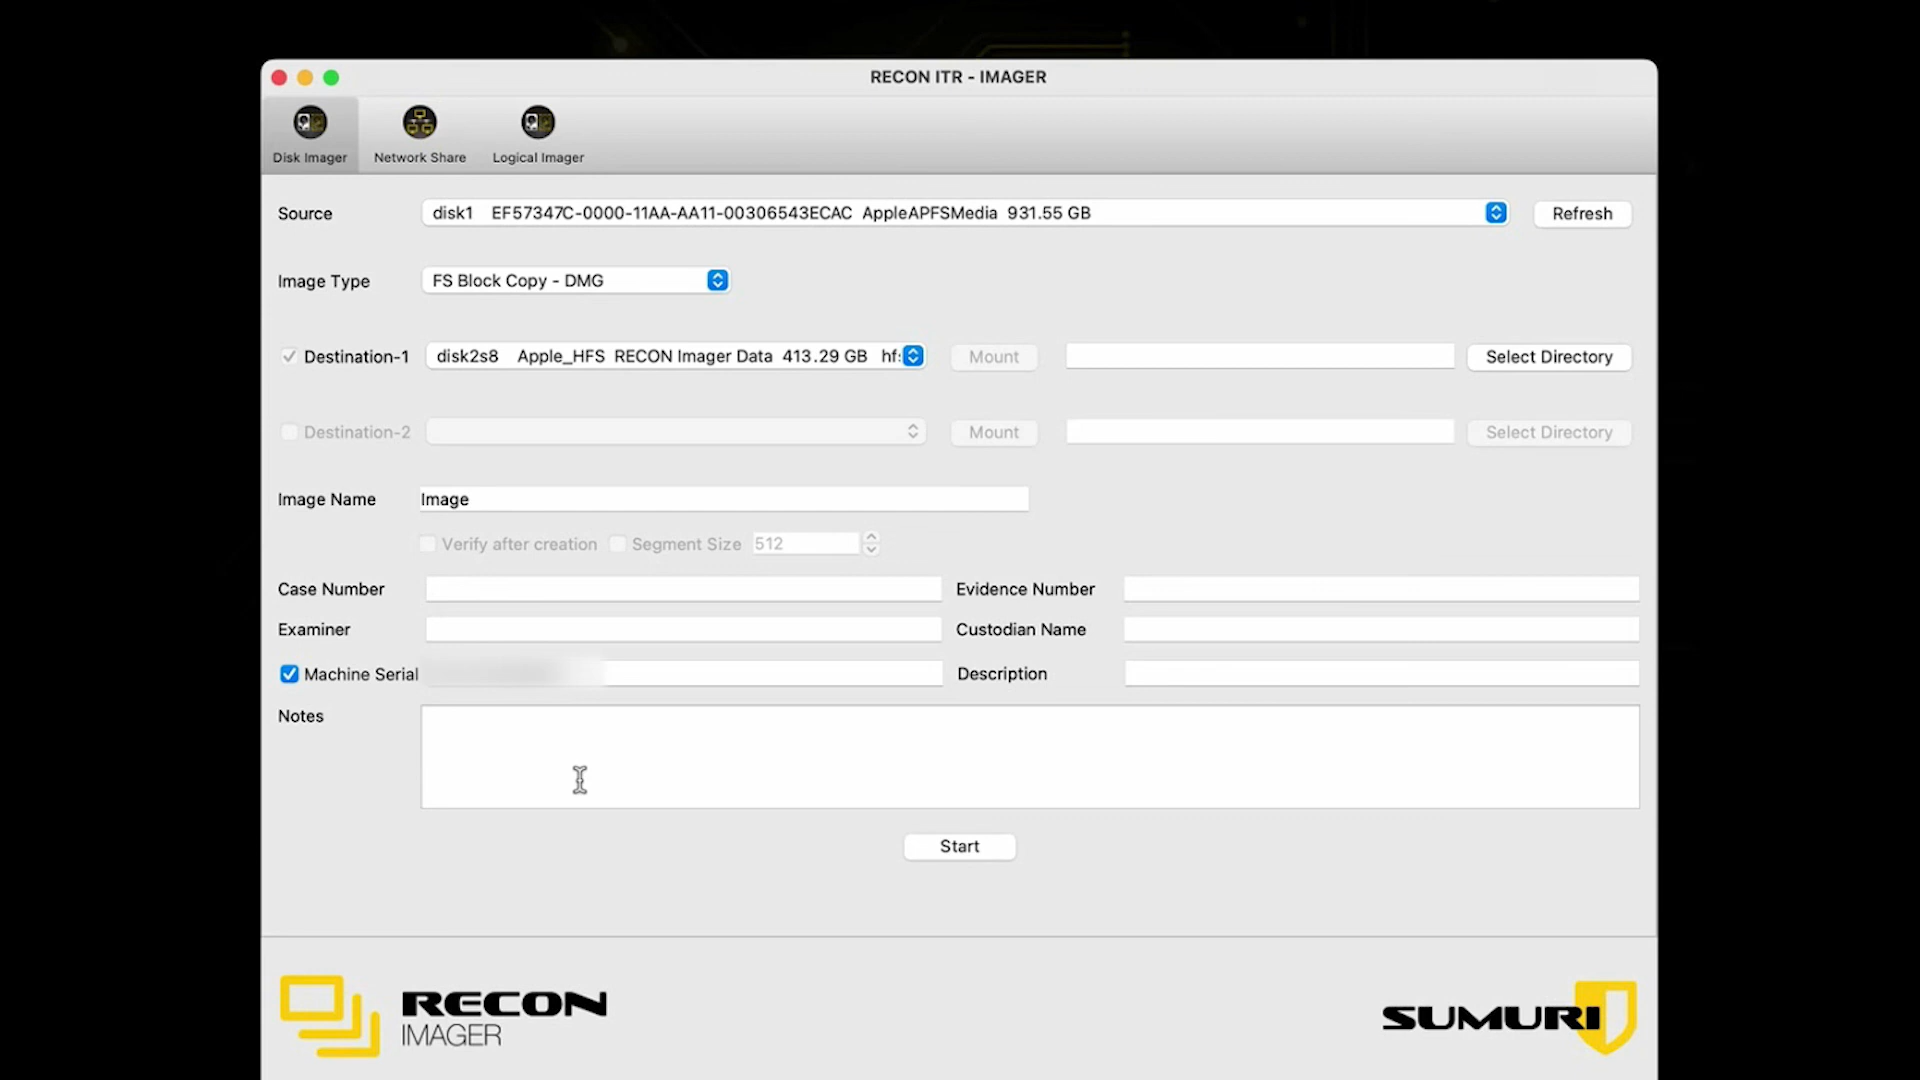 RECON ITR - IMAGER
Disk Imager Network Share Logical Imager
Source disk1 EF57347C-0000-11AA-AA11-00306543ECAC AppleAPFSMedia 931.55 GB Refresh
Image Type FS Block Copy - DMG
Destination-1 disk2s8 Apple_HFS RECON Imager Data 413.29 GB hf: Mount Select Directory
Destination-2 Mount Select Directory
Image Name Image
Verify after creation Segment Size 512
Case Number Evidence Number
Examiner Custodian Name
Machine Serial Description
Notes
Start
RECON
IMAGER
SUMURI